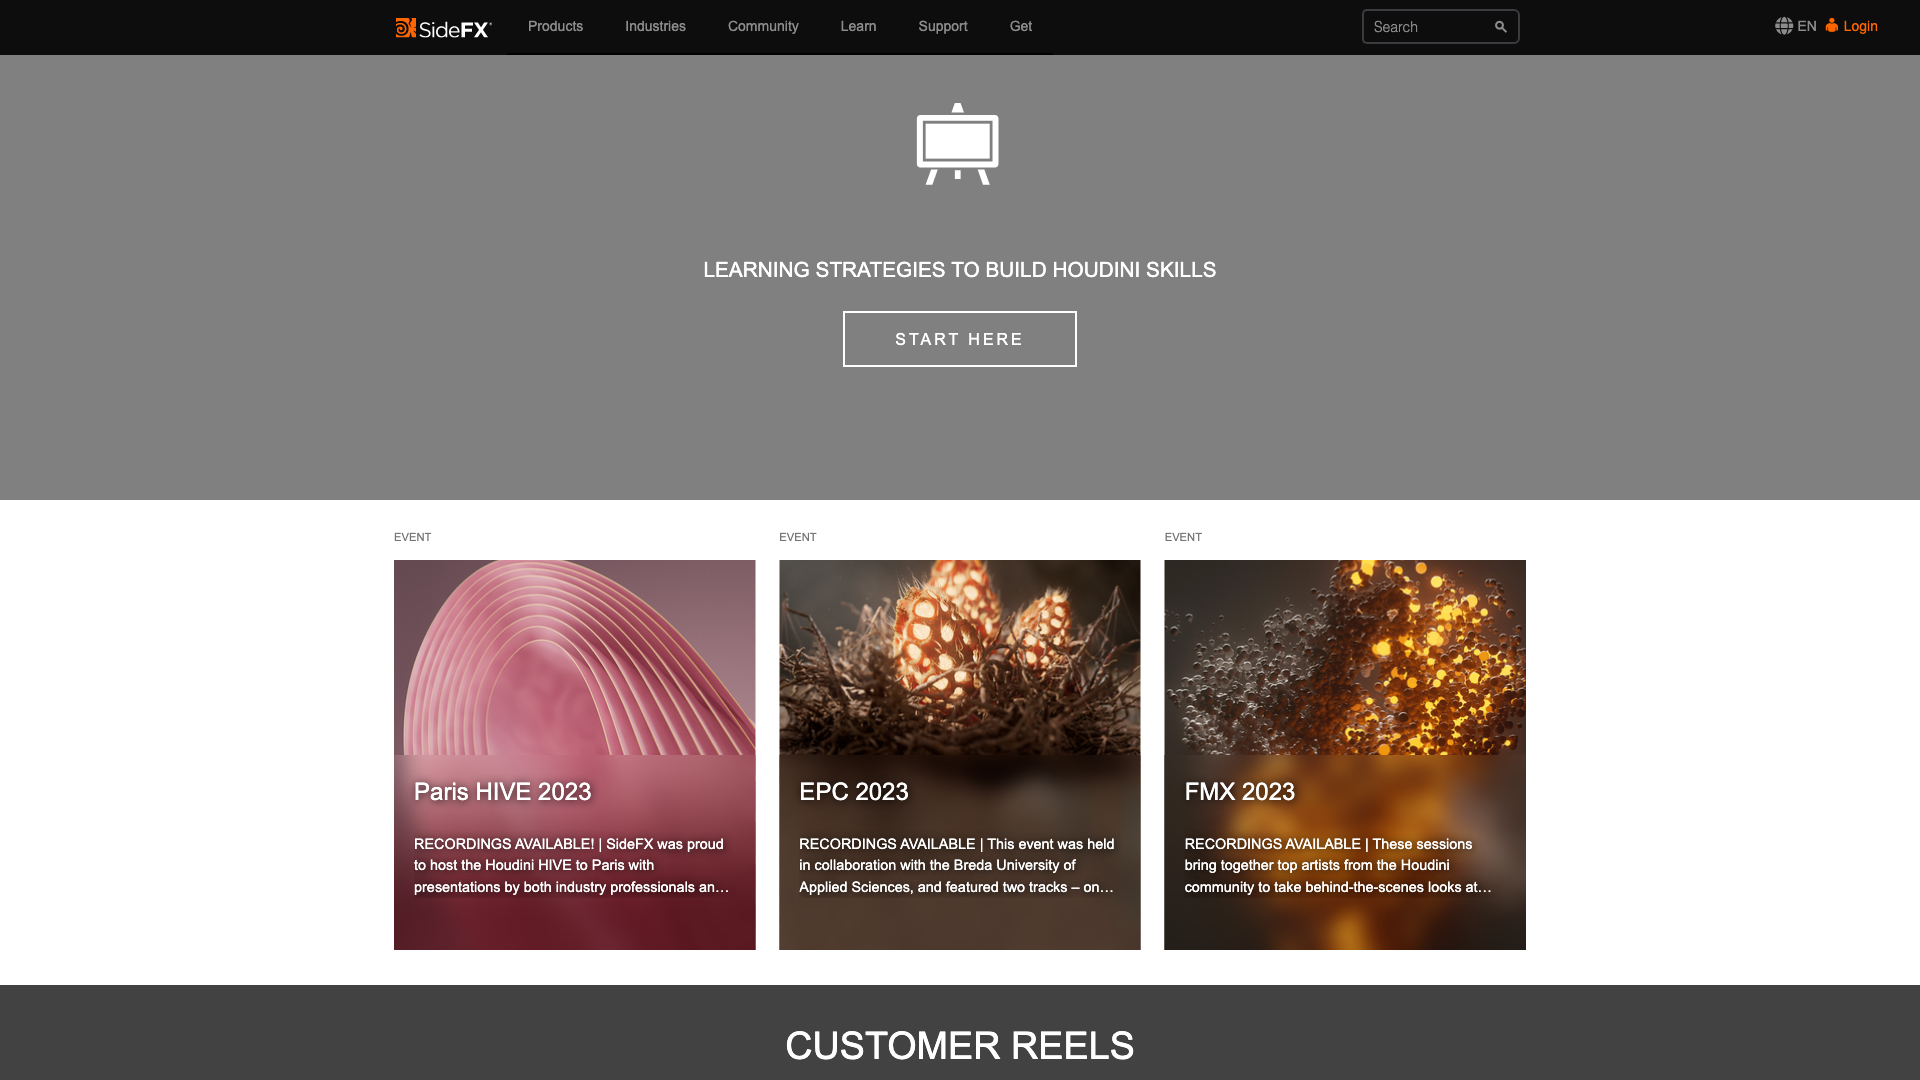 SideFX
Products
Industries
Community
Learn
Support
Get
Search
EN
Login
LEARNING STRATEGIES TO BUILD HOUDINI SKILLS
START HERE
EVENT
Paris HIVE 2023
RECORDINGS AVAILABLE! | SideFX was proud
to host the Houdini HIVE to Paris with
presentations by both industry professionals an…
EVENT
EPC 2023
RECORDINGS AVAILABLE | This event was held
in collaboration with the Breda University of
Applied Sciences, and featured two tracks – on…
EVENT
FMX 2023
RECORDINGS AVAILABLE | These sessions
bring together top artists from the Houdini
community to take behind-the-scenes looks at…
CUSTOMER REELS